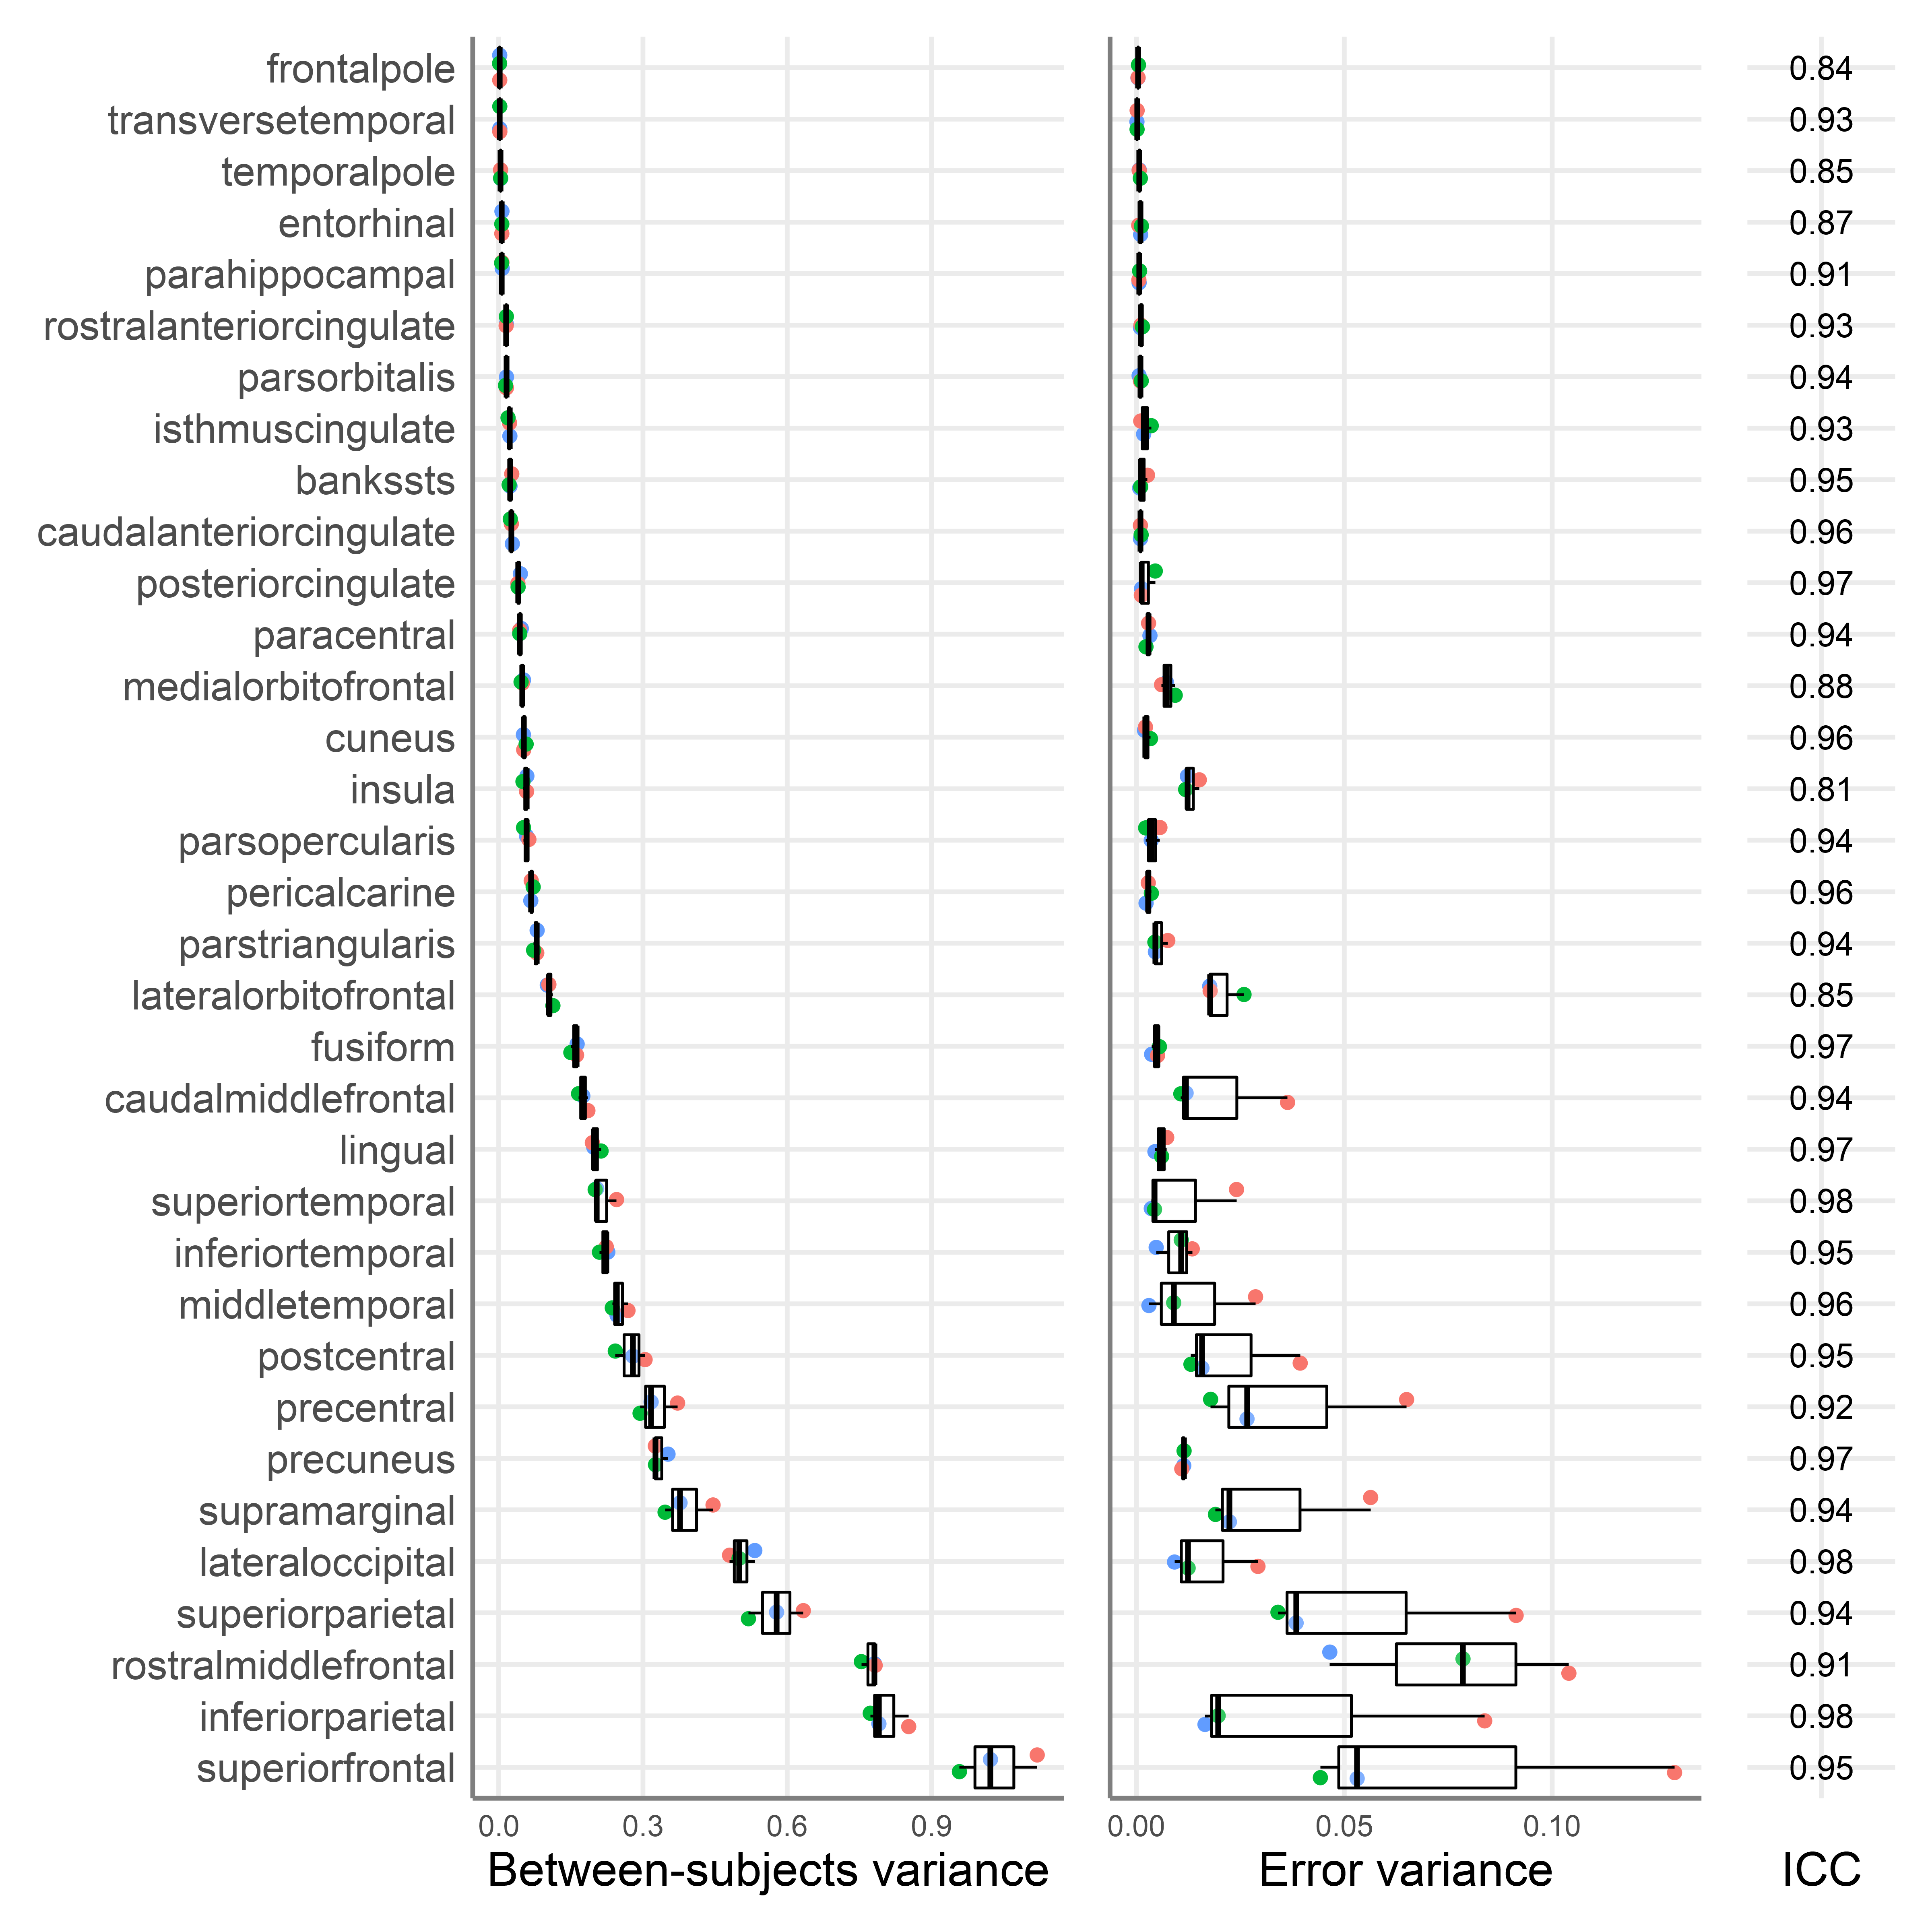 frontalpole 0.84
transversetemporal 0.93
temporalpole 0.85
entorhinal 0.87
parahippocampal 0.91
rostralanteriorcingulate 0.93
parsorbitalis 0.94
isthmuscingulate 0.93
bankssts 0.95
caudalanteriorcingulate 0.96
posteriorcingulate 0.97
paracentral 0.94
medialorbitofrontal 0.88
cuneus 0.96
insula 0.81
parsopercularis 0.94
pericalcarine 0.96
parstriangularis 0.94
lateralorbitofrontal 0.85
fusiform 0.97
caudalmiddlefrontal 0.94
lingual 0.97
superiortemporal 0.98
inferiortemporal 0.95
middletemporal 0.96
postcentral 0.95
precentral 0.92
precuneus 0.97
supramarginal 0.94
lateraloccipital 0.98
superiorparietal 0.94
rostralmiddlefrontal 0.91
inferiorparietal 0.98
superiorfrontal 0.95
0.0 0.3 0.6 0.9 0.00 0.05 0.10
Between-subjects variance Error variance ICC